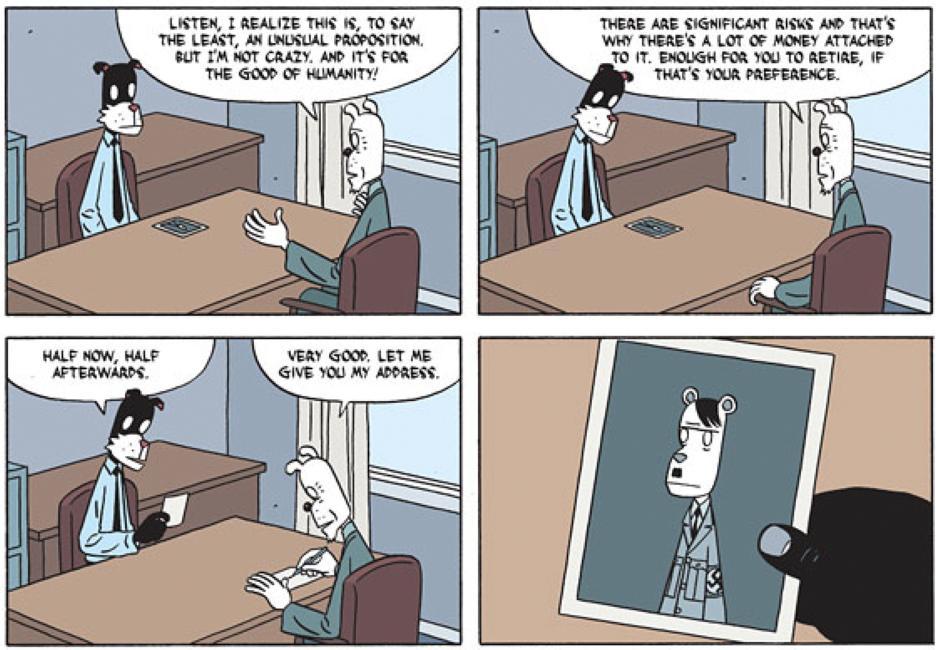 LISTEN, I REALIZE THIS IS, TO SAY
THE LEAST, AN UNUSUAL PROPOSITION.
BUT I'M NOT CRAZY. AND IT'S FOR
THE GOOD OF HUMANITY!
THERE ARE SIGNIFICANT RISKS AND THAT'S
WHY THERE'S A LOT OF MONEY ATTACHED
TO IT. ENOUGH FOR YOU TO RETIRE, IF
THAT'S YOUR PREFERENCE.
HALF NOW, HALF
AFTERWARDS.
VERY GOOD. LET ME
GIVE YOU MY ADDRESS.